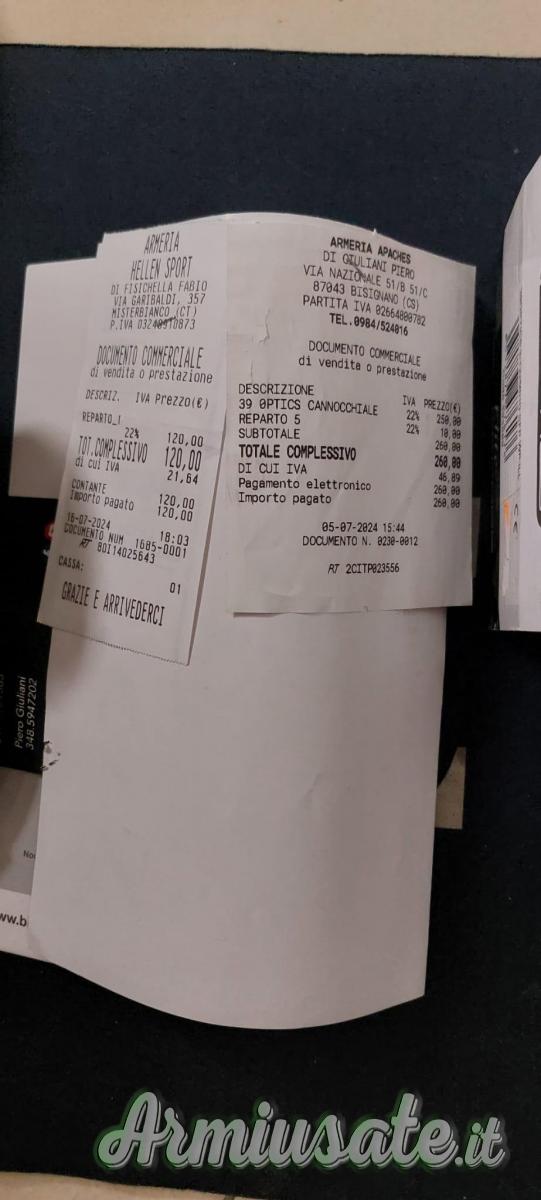 ARMERIA
HELLEN SPORT
DI FISICHELLA FABIO
VIA GARIBALDI, 357
MISTERBIANCO (CT)
P.IVA 03240910873
DOCUMENTO COMMERCIALE
di vendita o prestazione
DESCRIZ. IVA Prezzo(€)
REPARTO_1
22% 120,00
TOT.COMPLESSIVO 120,00
di cui IVA 21,64
CONTANTE 120,00
Importo pagato 120,00
16-07-2024 18:03
DOCUMENTO NUM 1685-0001
RT 80I14025643
CASSA: 01
GRAZIE E ARRIVEDERCI
ARMERIA APACHES
DI GIULIANI PIERO
VIA NAZIONALE 51/B 51/C
87043 BISIGNANO (CS)
PARTITA IVA 02664800782
TEL.0984/524016
DOCUMENTO COMMERCIALE
di vendita o prestazione
DESCRIZIONE IVA PREZZO(€)
39 OPTICS CANNOCCHIALE 22% 250,00
REPARTO 5 22% 10,00
SUBTOTALE 260,00
TOTALE COMPLESSIVO 260,00
DI CUI IVA 46,89
Pagamento elettronico 260,00
Importo pagato 260,00
05-07-2024 15:44
DOCUMENTO N. 0230-0012
RT 2CITP023556
Piero Giuliani
348.5947202
ww.b
Armiusate.it